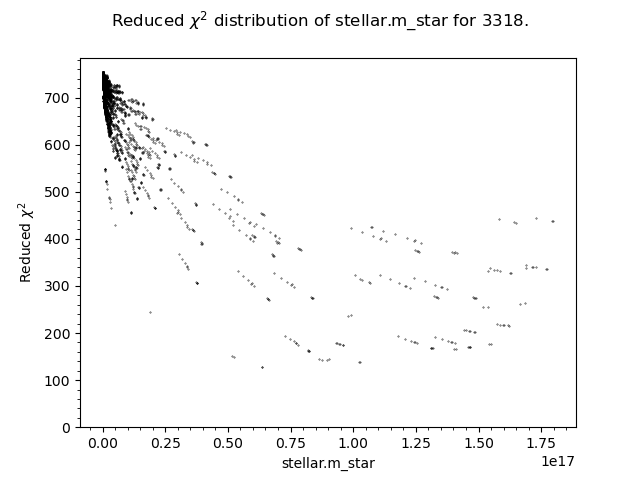 Reduced χ² distribution of stellar.m_star for 3318.
Reduced χ²
700
600
500
400
300
200
100
0
0.00 0.25 0.50 0.75 1.00 1.25 1.50 1.75
1e17
stellar.m_star